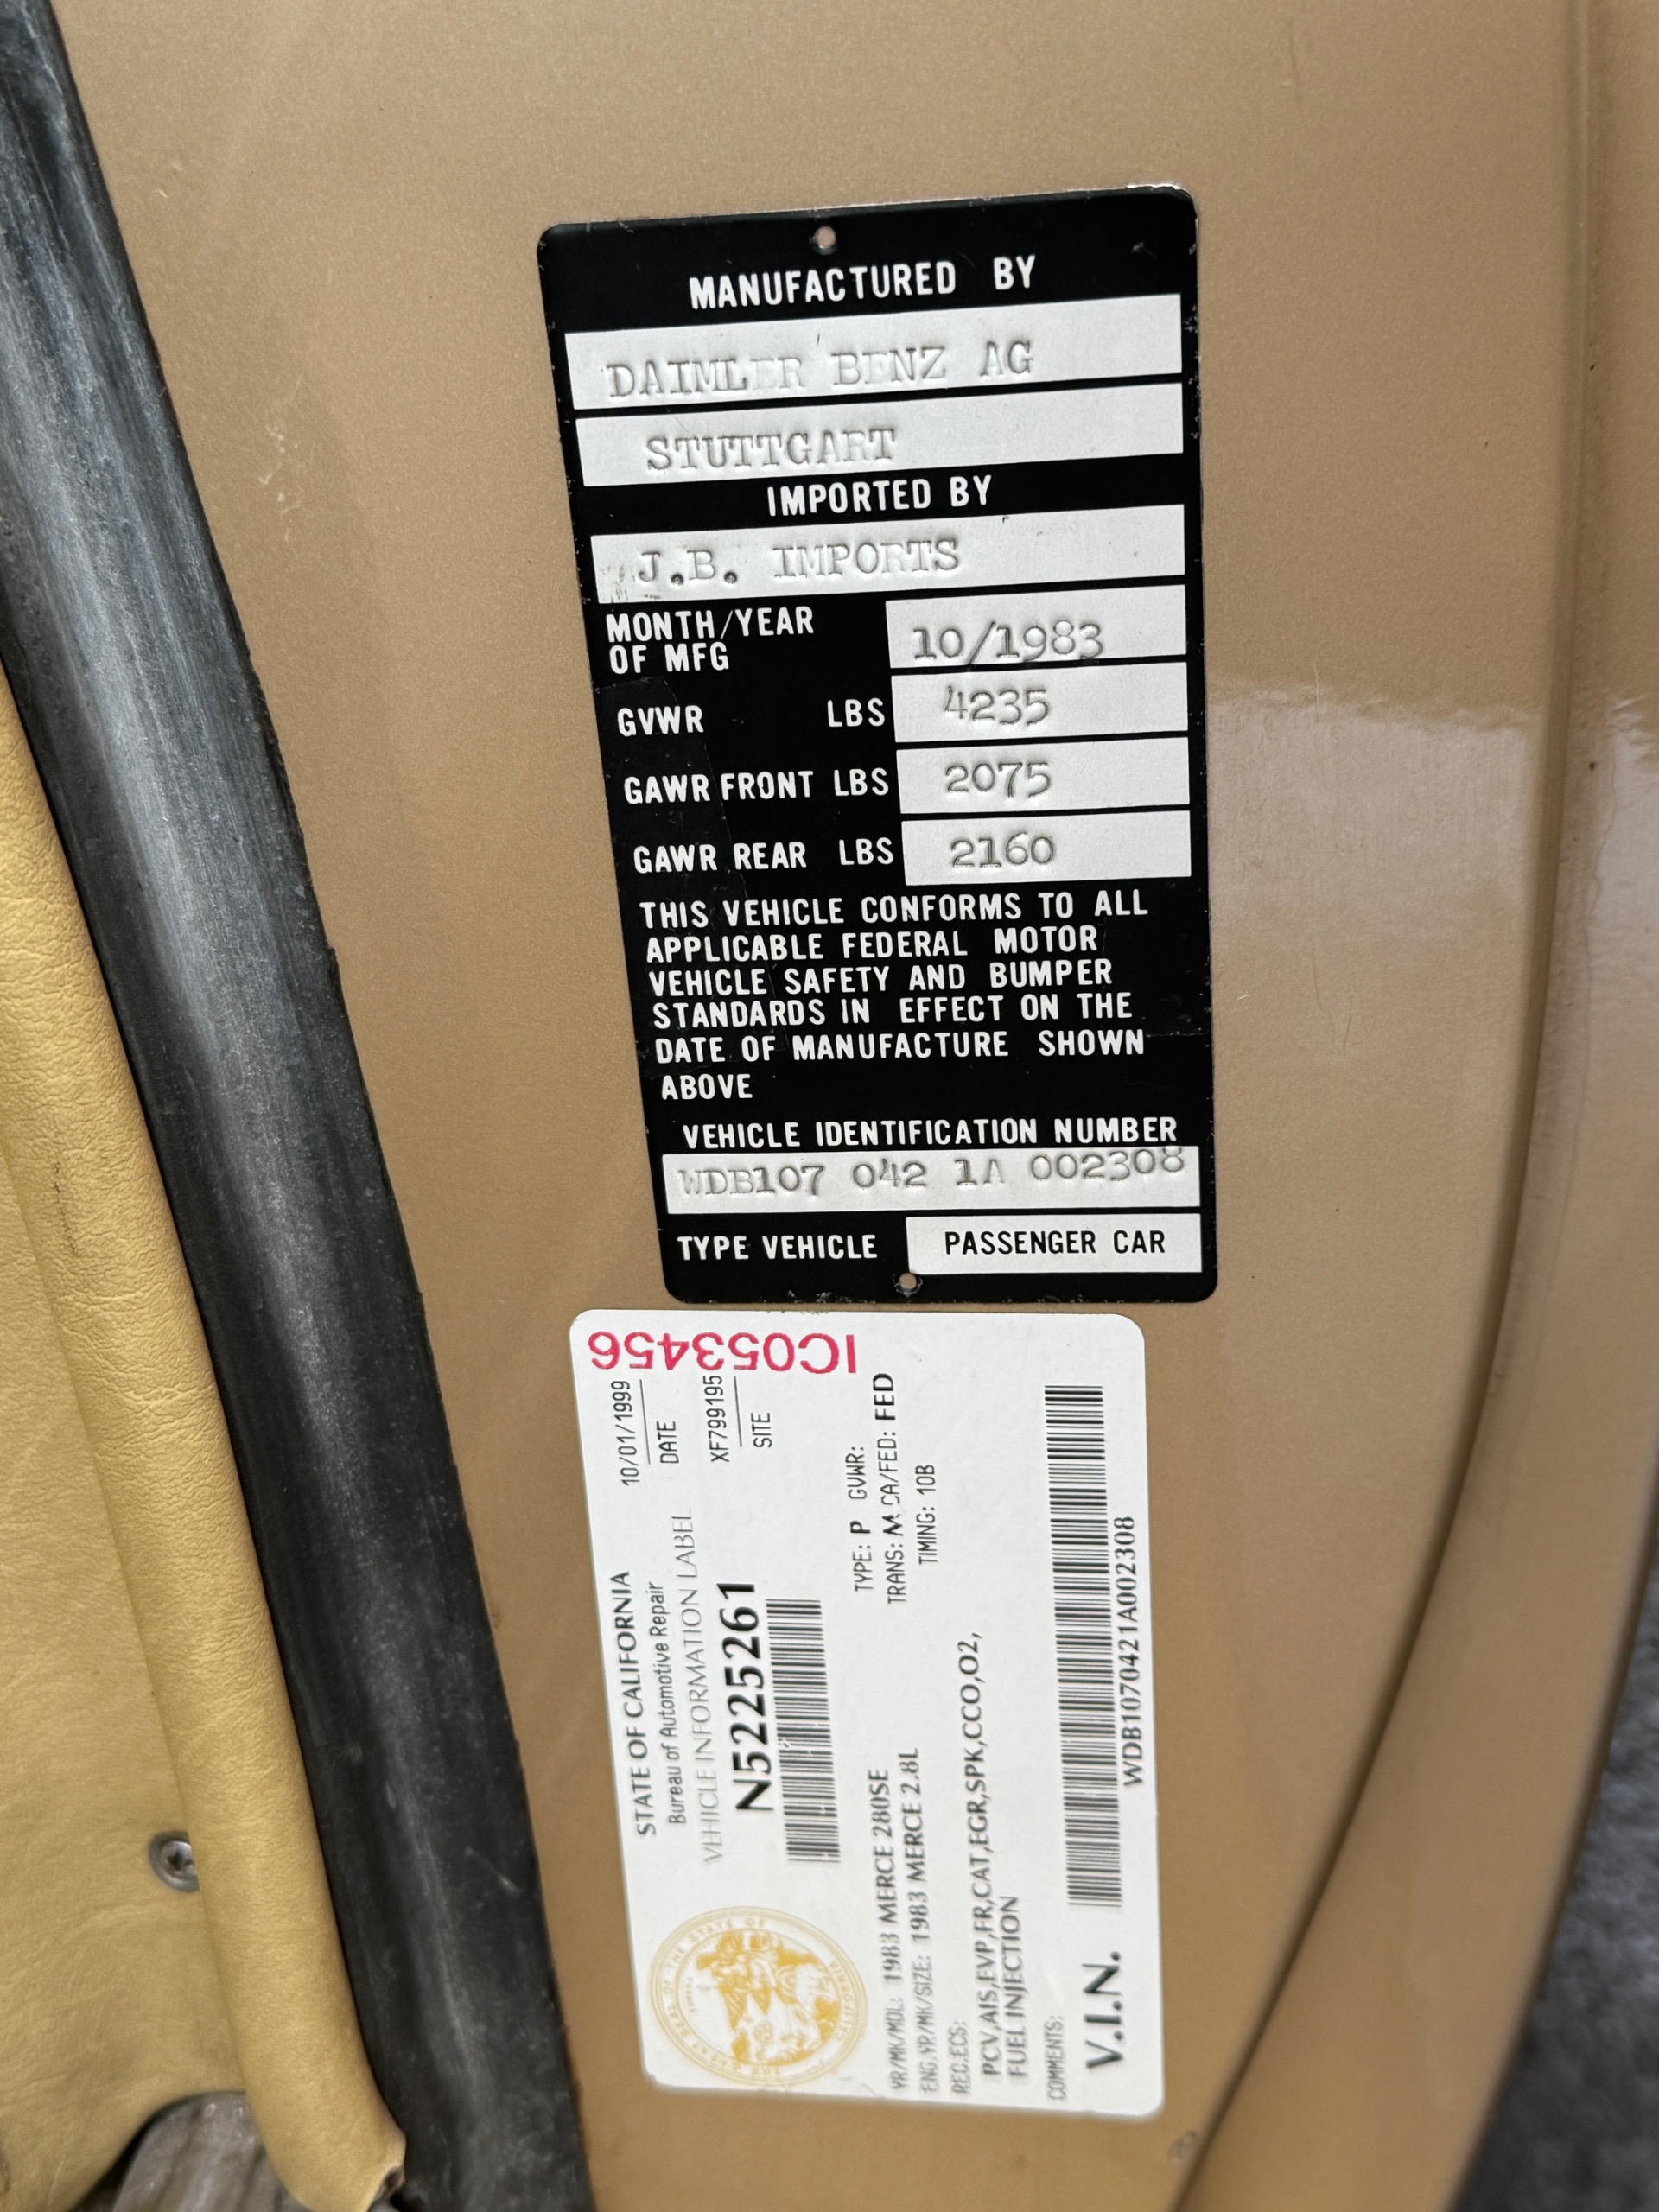 MANUFACTURED BY
DAIMLER BENZ AG
STUTTGART
IMPORTED BY
J.B. IMPORTS
MONTH/YEAR
OF MFG 10/1983
GVWR LBS 4235
GAWR FRONT LBS 2075
GAWR REAR LBS 2160
THIS VEHICLE CONFORMS TO ALL
APPLICABLE FEDERAL MOTOR
VEHICLE SAFETY AND BUMPER
STANDARDS IN EFFECT ON THE
DATE OF MANUFACTURE SHOWN
ABOVE
VEHICLE IDENTIFICATION NUMBER
WDB107 042 1A 002308
TYPE VEHICLE PASSENGER CAR
IC053456
STATE OF CALIFORNIA 10/01/1999
Bureau of Automotive Repair DATE
VEHICLE INFORMATION LABEL XF799195
N5225261 SITE
YR/MK/MDL: 1983 MERCE 280SE TYPE: P GVWR:
ENG.YR/MK/SIZE: 1983 MERCE 2.8L TRANS: M CA/FED: FED
REQ.ECS: TIMING: 10B
PCV,AIS,EVP,FR,CAT,EGR,SPK,CCO,O2,
FUEL INJECTION
COMMENTS:
V.I.N.
WDB1070421A002308